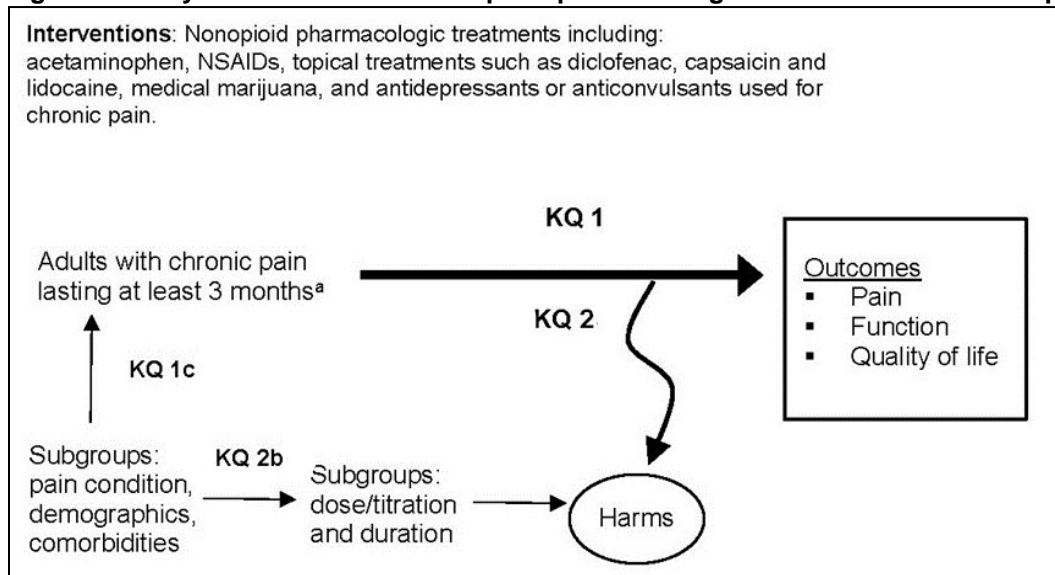 Interventions: Nonopioid pharmacologic treatments including:
acetaminophen, NSAIDs, topical treatments such as diclofenac, capsaicin and
lidocaine, medical marijuana, and antidepressants or anticonvulsants used for
chronic pain.
KQ 1
Adults with chronic pain
lasting at least 3 monthsª
KQ 2
Outcomes
▪ Pain
▪ Function
▪ Quality of life
KQ 1c
Subgroups:
pain condition,
demographics,
comorbidities
KQ 2b
Subgroups:
dose/titration
and duration
Harms